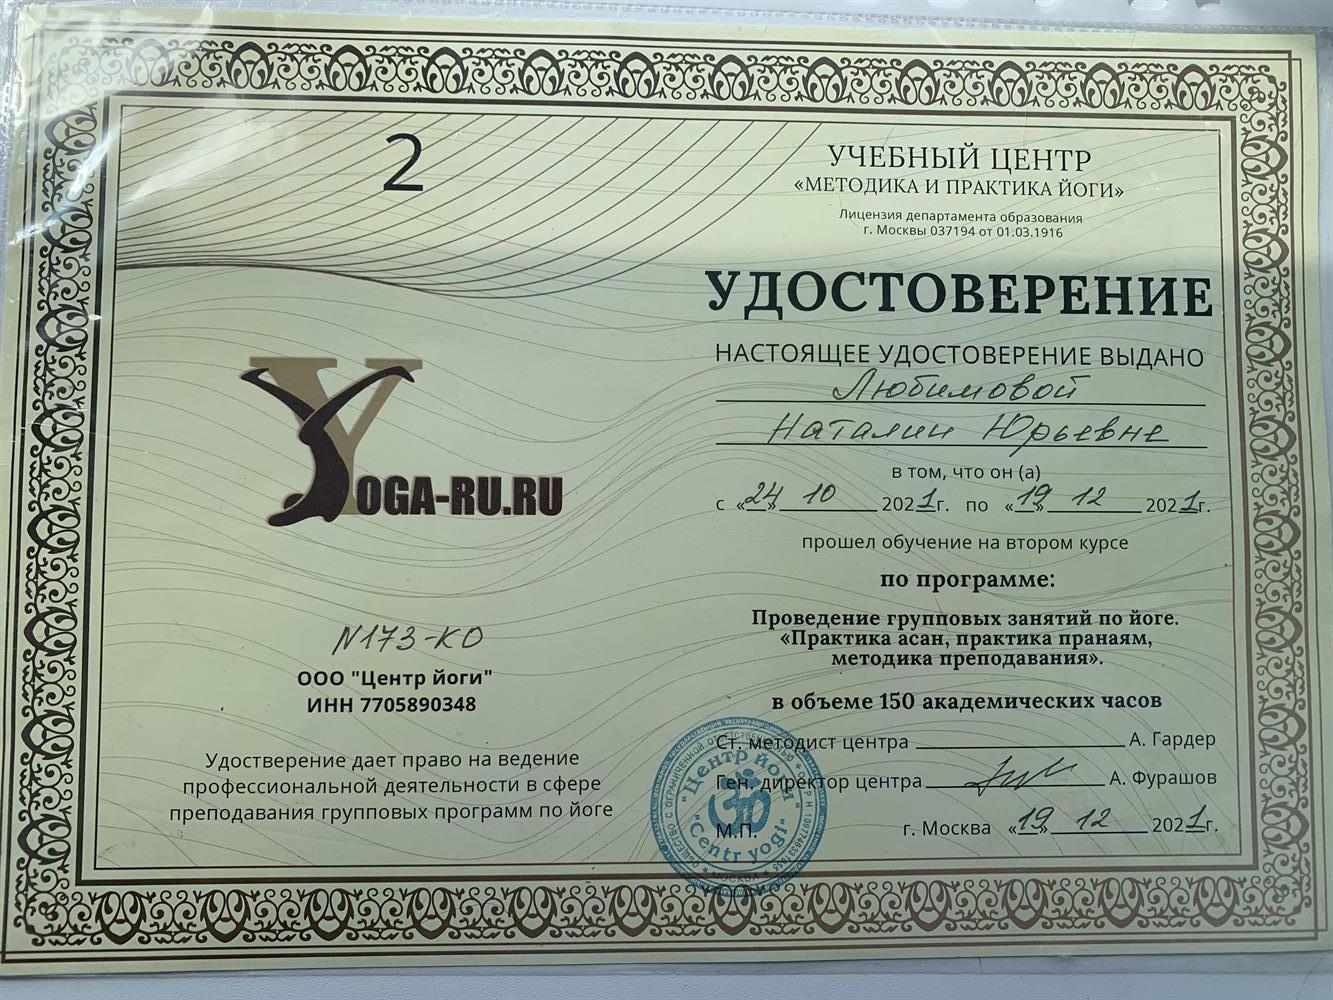 2
YOGA-RU.RU
N173-КО
ООО "Центр йоги"
ИНН 7705890348
Удостверение дает право на ведение
профессиональной деятельности в сфере
преподавания групповых программ по йоге
УЧЕБНЫЙ ЦЕНТР
«МЕТОДИКА И ПРАКТИКА ЙОГИ»
Лицензия департамента образования
г. Москвы 037194 от 01.03.1916
УДОСТОВЕРЕНИЕ
НАСТОЯЩЕЕ УДОСТОВЕРЕНИЕ ВЫДАНО
Любимовой
Наталии Юрьевне
в том, что он (а)
с «24» 10 2021г. по «19» 12 2021г.
прошел обучение на втором курсе
по программе:
Проведение групповых занятий по йоге.
«Практика асан, практика пранаям,
методика преподавания».
в объеме 150 академических часов
Ст. методист центра А. Гардер
Ген. директор центра А. Фурашов
М.П. г. Москва «19» 12 2021г.
"Центр йоги"
"Centr yogi"
МОСКВА